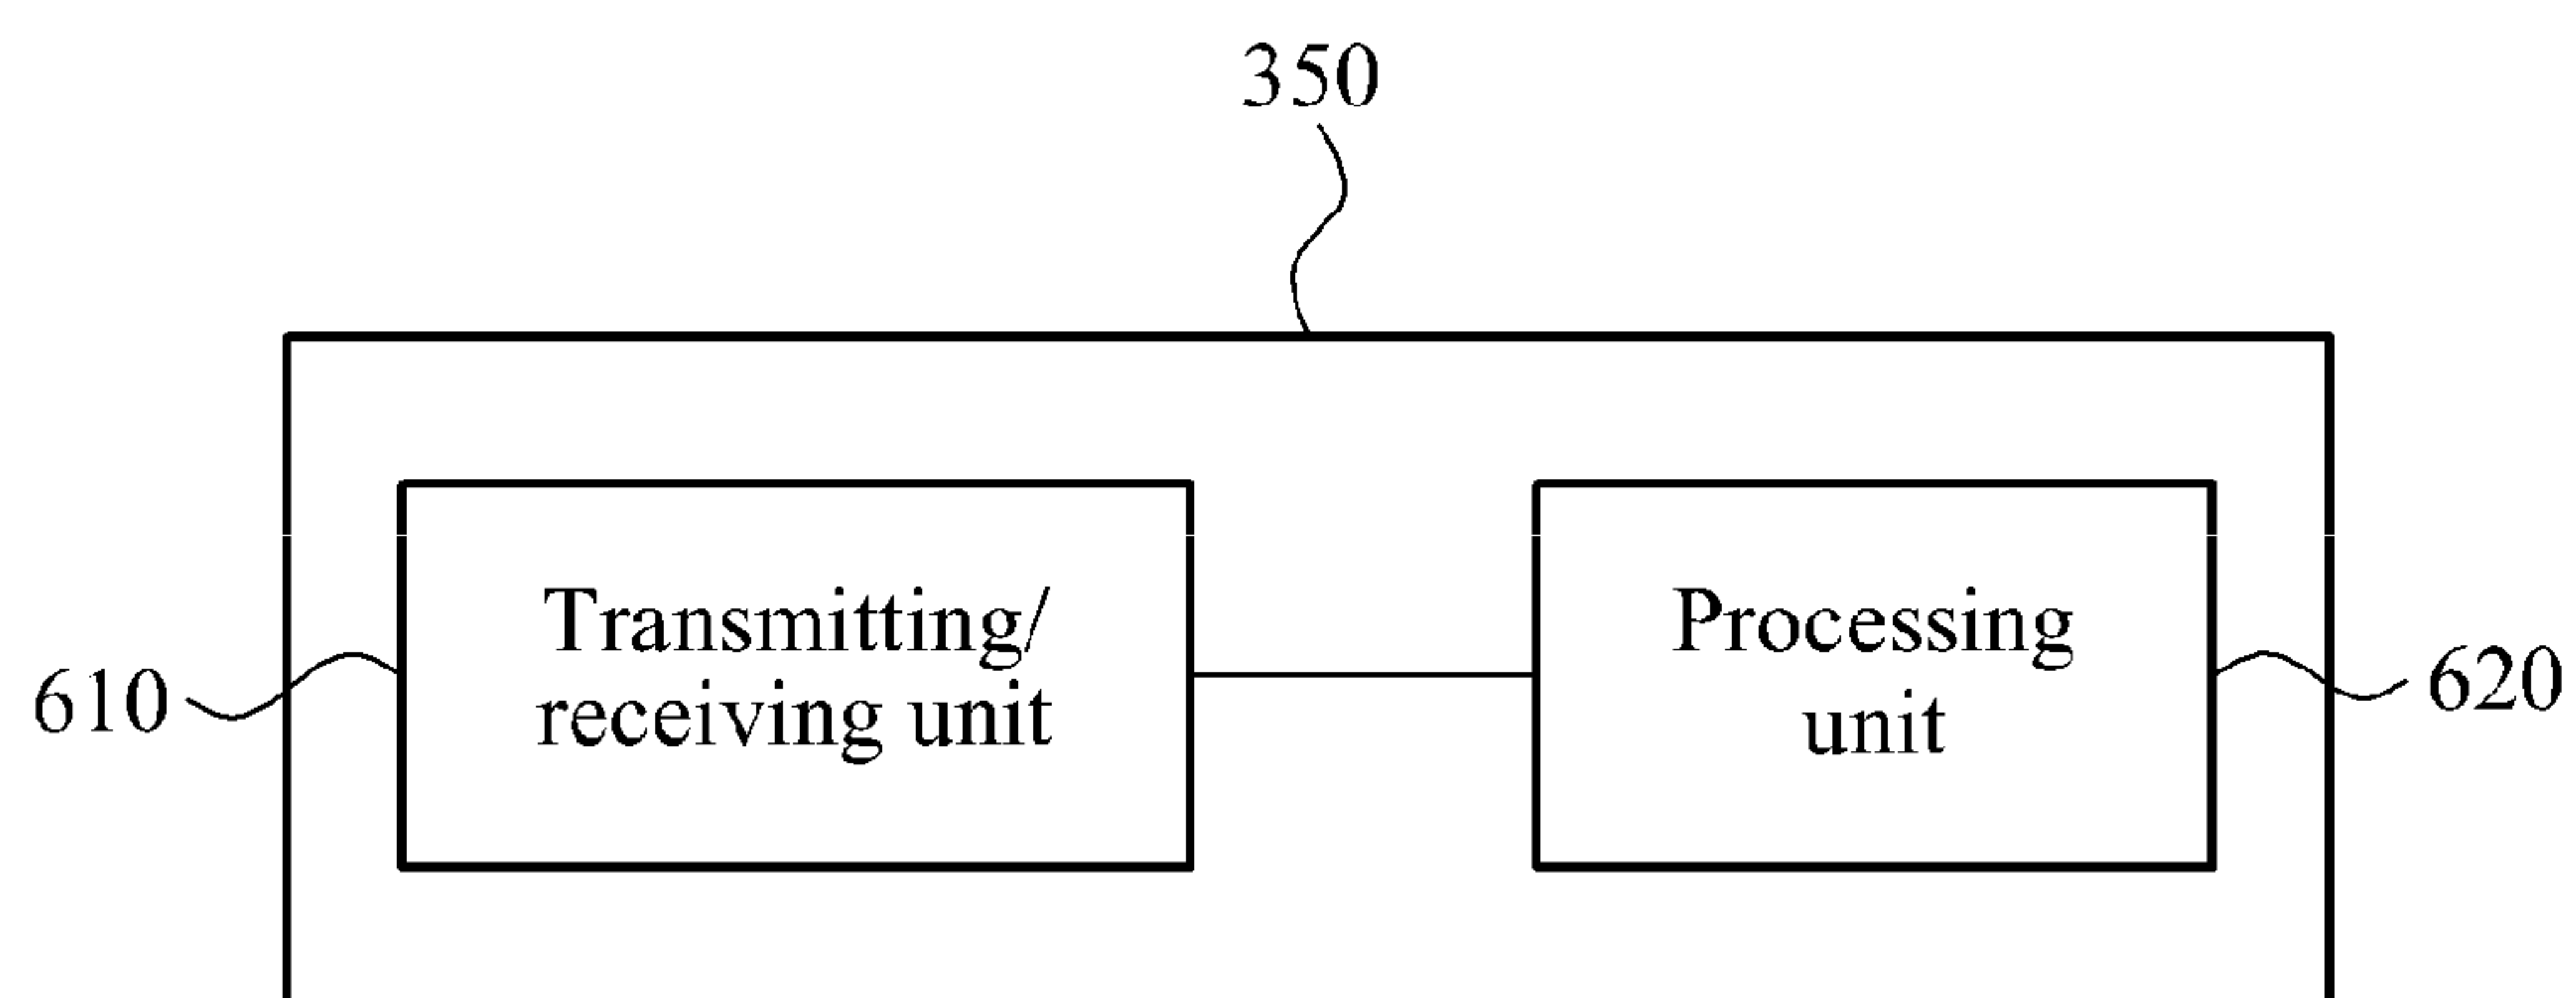 350
Transmitting/
receiving unit
Processing
unit
610
620